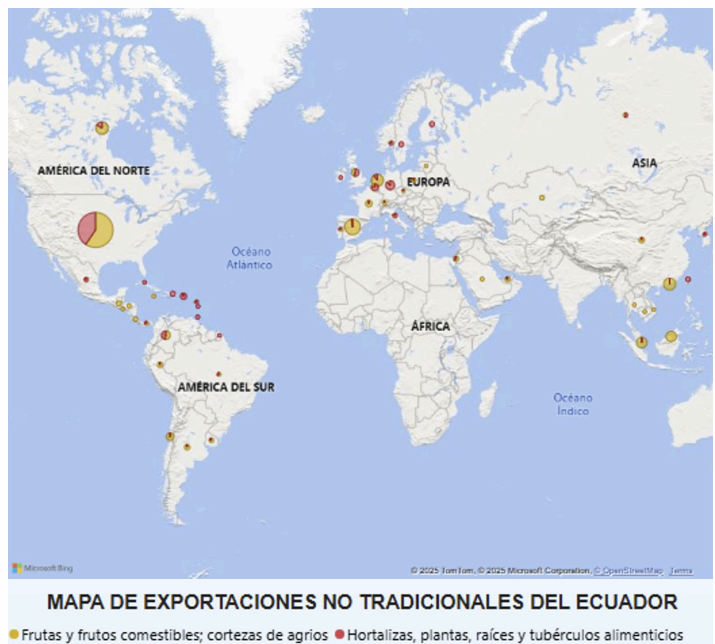 AMÉRICA DEL NORTE
ASIA
EUROPA
Océano
Atlántico
ÁFRICA
AMÉRICA DEL SUR
Océano
Índico
Microsoft Bing
© 2025 TomTom, © 2025 Microsoft Corporation, © OpenStreetMap Terms
MAPA DE EXPORTACIONES NO TRADICIONALES DEL ECUADOR
Frutas y frutos comestibles; cortezas de agrios Hortalizas, plantas, raíces y tubérculos alimenticios